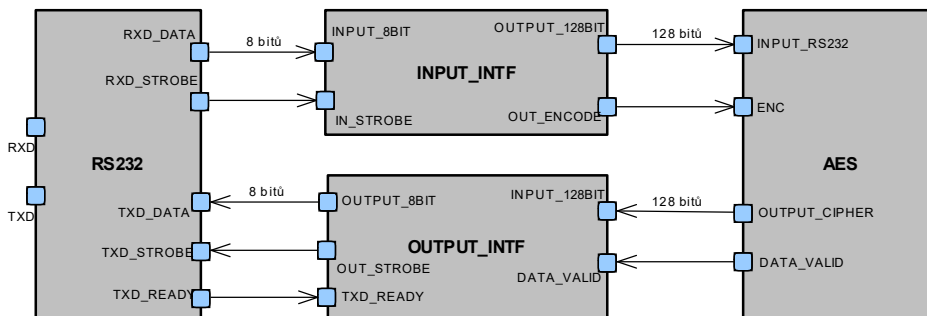 RXD_DATA
8 bitů
INPUT_8BIT
OUTPUT_128BIT
128 bitů
INPUT_RS232
RXD_STROBE
INPUT_INTF
IN_STROBE
OUT_ENCODE
ENC
RXD
RS232
AES
TXD
TXD_DATA
8 bitů
OUTPUT_8BIT
INPUT_128BIT
128 bitů
OUTPUT_CIPHER
TXD_STROBE
OUT_STROBE
OUTPUT_INTF
DATA_VALID
DATA_VALID
TXD_READY
TXD_READY